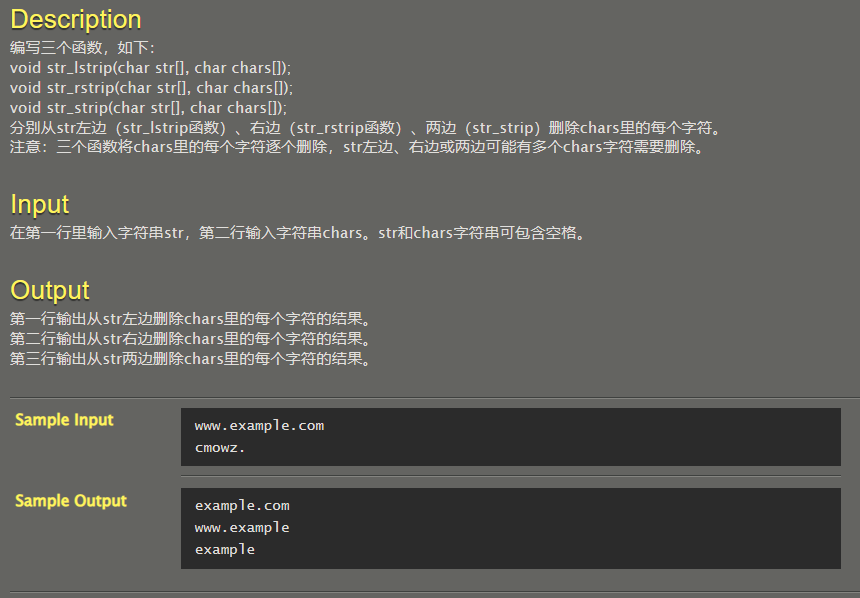 Description
编写三个函数，如下：
void str_lstrip(char str[], char chars[]);
void str_rstrip(char str[], char chars[]);
void str_strip(char str[], char chars[]);
分别从str左边（str_lstrip函数）、右边（str_rstrip函数）、两边（str_strip）删除chars里的每个字符。
注意：三个函数将chars里的每个字符逐个删除，str左边、右边或两边可能有多个chars字符需要删除。
Input
在第一行里输入字符串str，第二行输入字符串chars。str和chars字符串可包含空格。
Output
第一行输出从str左边删除chars里的每个字符的结果。
第二行输出从str右边删除chars里的每个字符的结果。
第三行输出从str两边删除chars里的每个字符的结果。
Sample Input
www.example.com
cmowz.
Sample Output
example.com
www.example
example